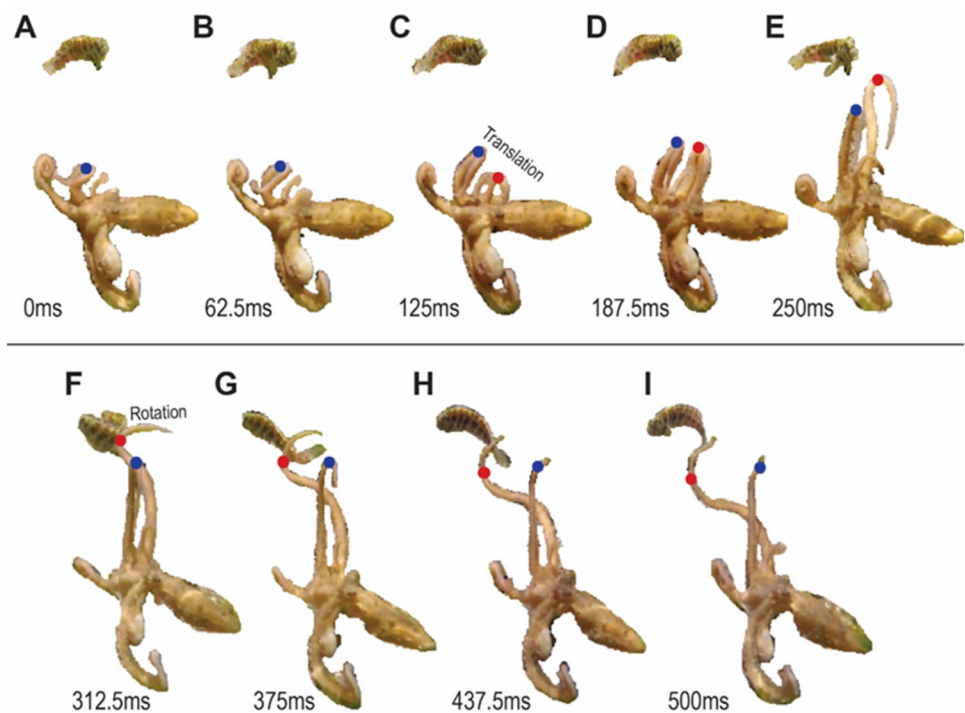 A B C D E
Translation
0ms 62.5ms 125ms 187.5ms 250ms
F G H I
Rotation
312.5ms 375ms 437.5ms 500ms